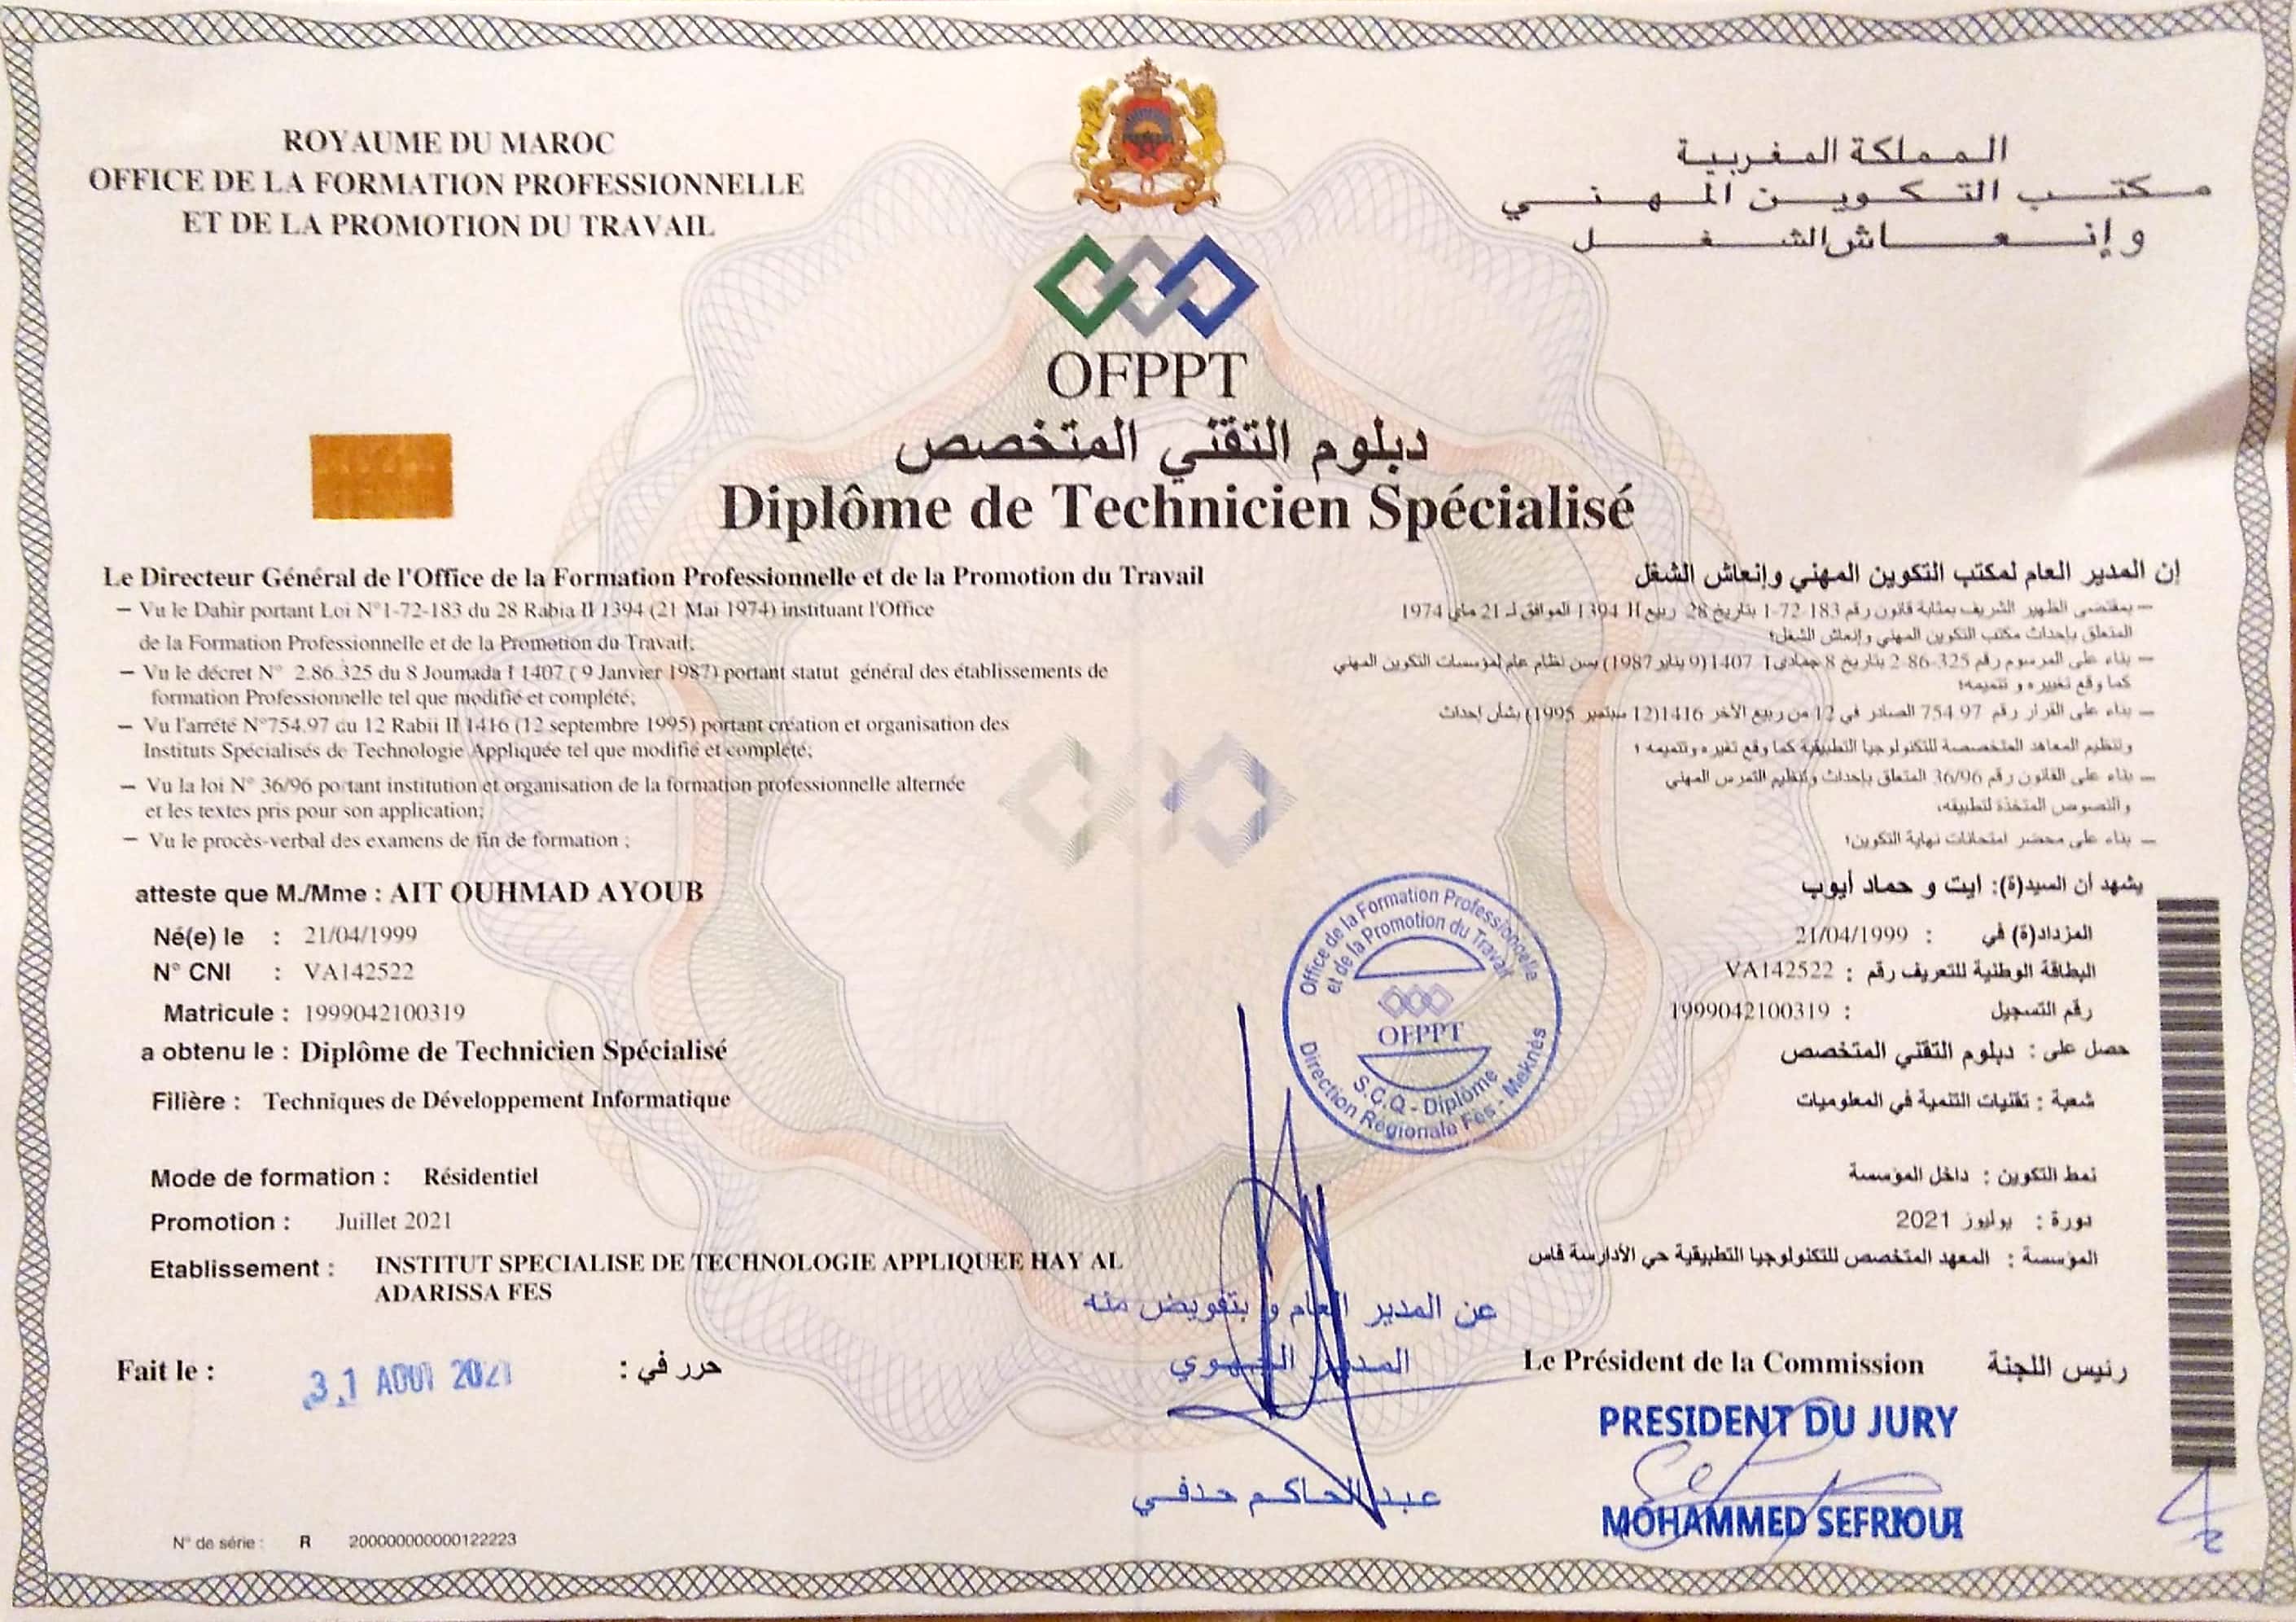 ROYAUME DU MAROC
OFFICE DE LA FORMATION PROFESSIONNELLE
ET DE LA PROMOTION DU TRAVAIL
المملكة المغربية
مكتب التكوين المهني
وإنعاش الشغل
OFPPT
دبلوم التقني المتخصص
Diplôme de Technicien Spécialisé
Le Directeur Général de l'Office de la Formation Professionnelle et de la Promotion du Travail
– Vu le Dahir portant Loi N°1-72-183 du 28 Rabia II 1394 (21 Mai 1974) instituant l'Office
de la Formation Professionnelle et de la Promotion du Travail;
– Vu le décret N° 2.86.325 du 8 Joumada I 1407 ( 9 Janvier 1987) portant statut général des établissements de
formation Professionnelle tel que modifié et complété;
– Vu l'arrété N°754.97 du 12 Rabii II 1416 (12 septembre 1995) portant création et organisation des
Instituts Spécialisés de Technologie Appliquée tel que modifié et complété;
– Vu la loi N° 36/96 portant institution et organisation de la formation professionnelle alternée
et les textes pris pour son application;
– Vu le procès-verbal des examens de fin de formation ;
إن المدير العام لمكتب التكوين المهني وإنعاش الشغل
– بمقتضى الظهير الشريف بمثابة قانون رقم 183-72-1 بتاريخ 28 ربيع II 1394 الموافق لـ 21 ماي 1974
المتعلق بإحداث مكتب التكوين المهني وإنعاش الشغل؛
– بناء على المرسوم رقم 325-86-2 بتاريخ 8 جمادى I 1407 (9 يناير 1987) بسن نظام عام لمؤسسات التكوين المهني
كما وقع تغييره و تتميمه؛
– بناء على القرار رقم 754.97 الصادر في 12 من ربيع الآخر 1416 (12 سبتمبر 1995) بشأن إحداث
وتنظيم المعاهد المتخصصة للتكنولوجيا التطبيقية كما وقع تغيره وتتميمه ؛
– بناء على القانون رقم 36/96 المتعلق بإحداث وتنظيم التمرس المهني
والنصوص المتخذة لتطبيقه،
– بناء على محضر امتحانات نهاية التكوين؛
atteste que M./Mme : AIT OUHMAD AYOUB
Né(e) le : 21/04/1999
N° CNI : VA142522
Matricule : 1999042100319
a obtenu le : Diplôme de Technicien Spécialisé
Filière : Techniques de Développement Informatique
Mode de formation : Résidentiel
Promotion : Juillet 2021
Etablissement : INSTITUT SPECIALISE DE TECHNOLOGIE APPLIQUEE HAY AL
ADARISSA FES
يشهد أن السيد(ة): ايت و حماد أيوب
المزداد(ة) في : 21/04/1999
البطاقة الوطنية للتعريف رقم : VA142522
رقم التسجيل : 1999042100319
حصل على : دبلوم التقني المتخصص
شعبة : تقنيات التنمية في المعلوميات
نمط التكوين : داخل المؤسسة
دورة : يوليوز 2021
المؤسسة : المعهد المتخصص للتكنولوجيا التطبيقية حي الأدارسة فاس
Office de la Formation Professionnelle
et de la Promotion du Travail
OFPPT
S.C.Q - Diplôme
Direction Régionale Fès - Meknès
عن المدير العام و بتفويض منه
المدير الجهوي
عبد الحاكم حدفي
Fait le : 31 AOUT 2021 حرر في :
Le Président de la Commission رئيس اللجنة
PRESIDENT DU JURY
MOHAMMED SEFRIOUI
N° de série : R 200000000000122223